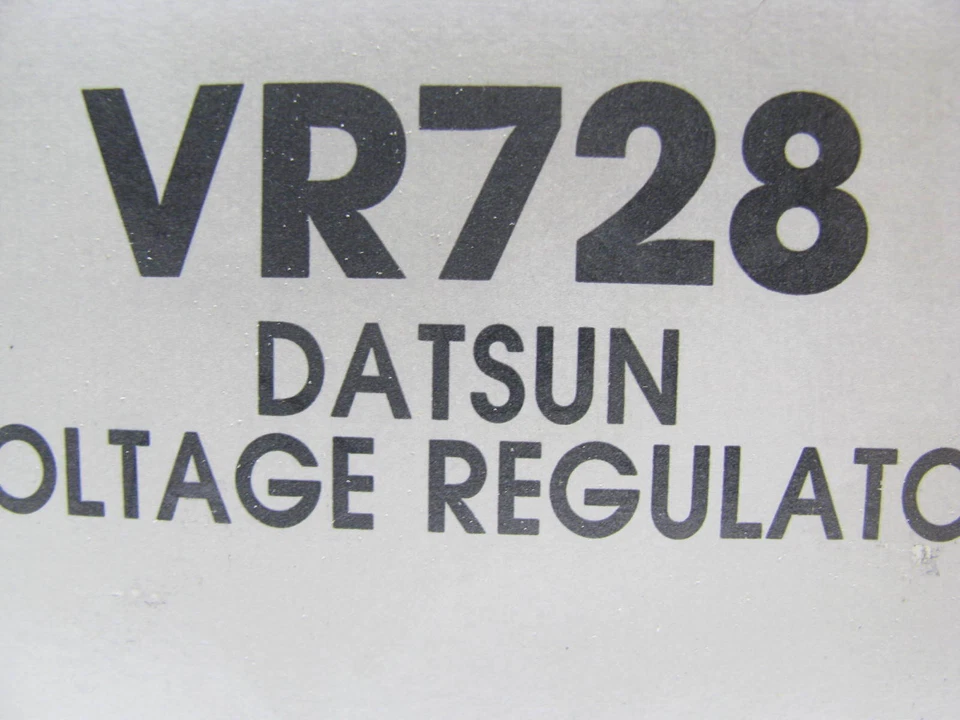 VR728
DATSUN
OLTAGE REGULATO